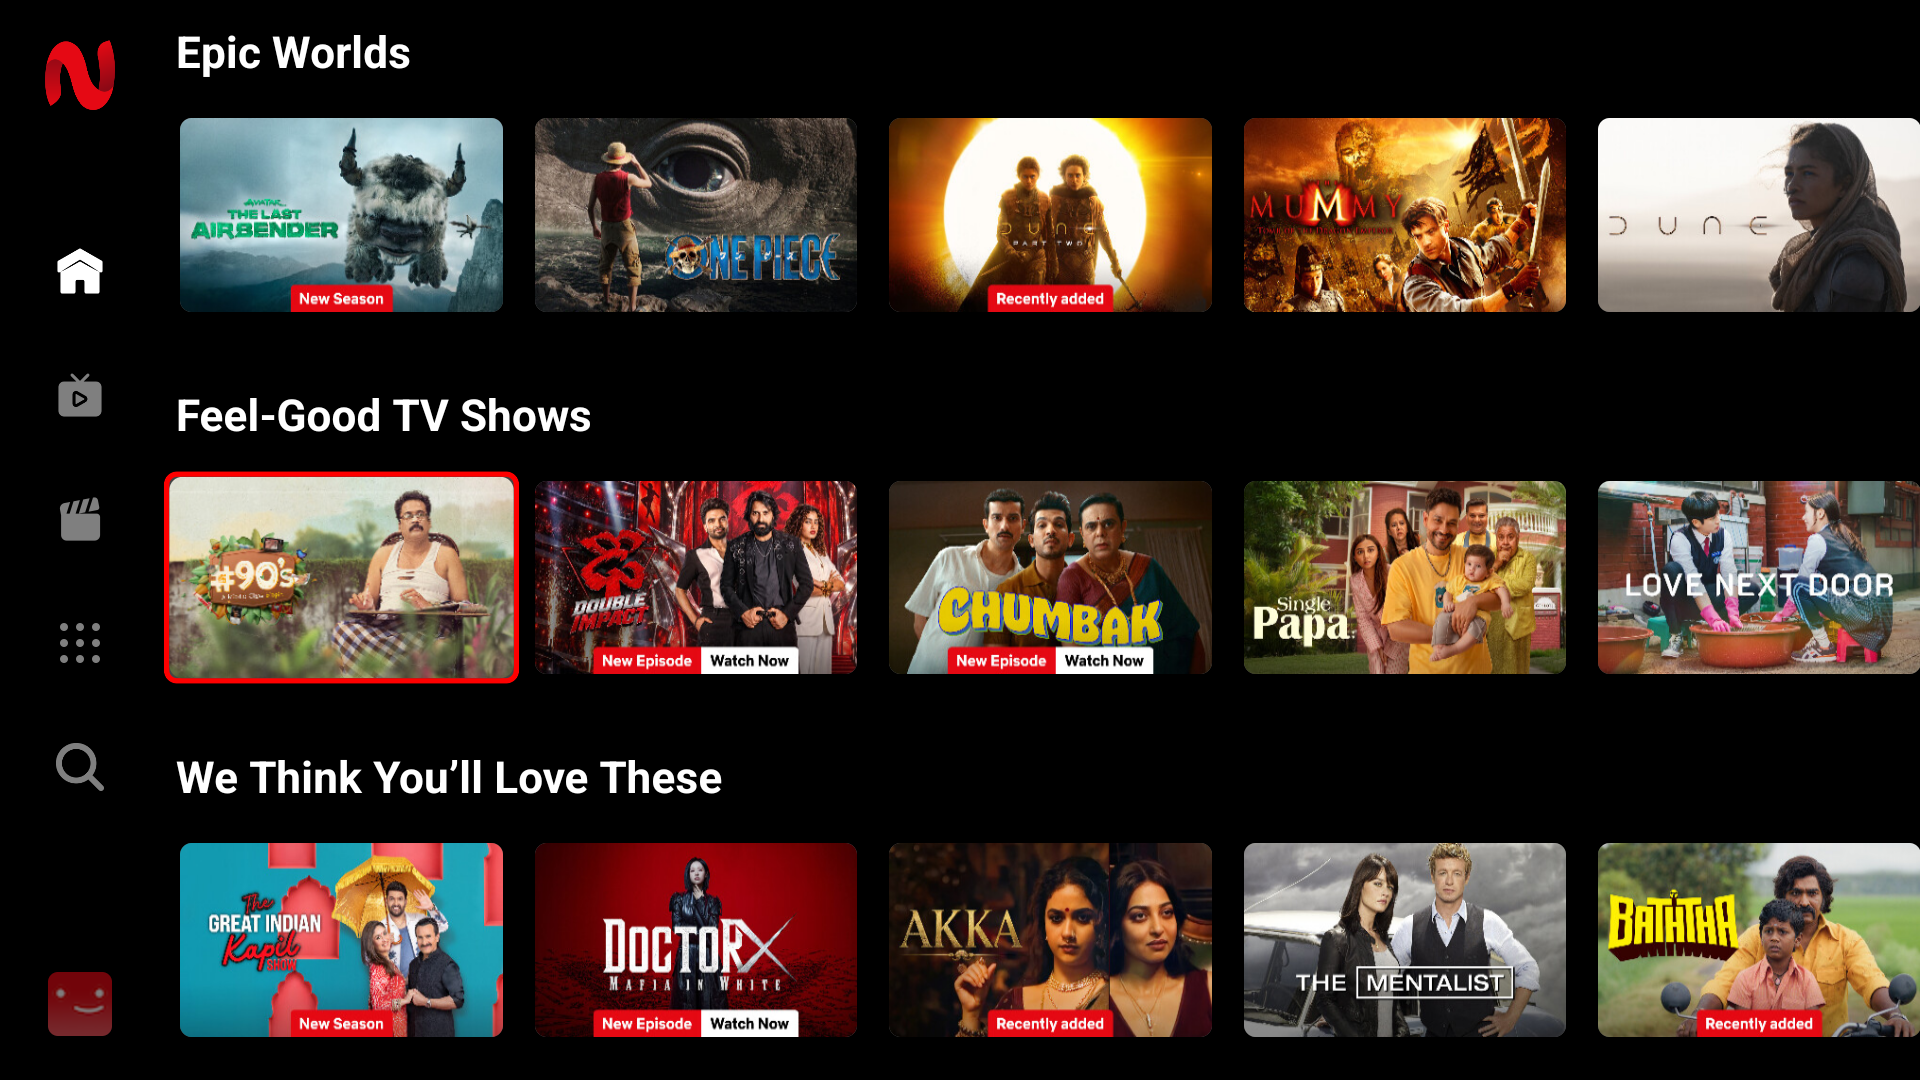 Epic Worlds
AVATAR
THE LAST
AIRBENDER
New Season
ONE PIECE
DUNE
PART TWO
Recently added
THE
MUMMY
DUNE
Feel-Good TV Shows
#90's
DOUBLE
IMPACT
New Episode Watch Now
CHUMBAK
New Episode Watch Now
Single
Papa
LOVE NEXT DOOR
We Think You’ll Love These
The
GREAT INDIAN
Kapil
SHOW
New Season
DOCTOR X
MAFIA IN WHITE
New Episode Watch Now
AKKA
Recently added
THE MENTALIST
BATHTHA
Recently added